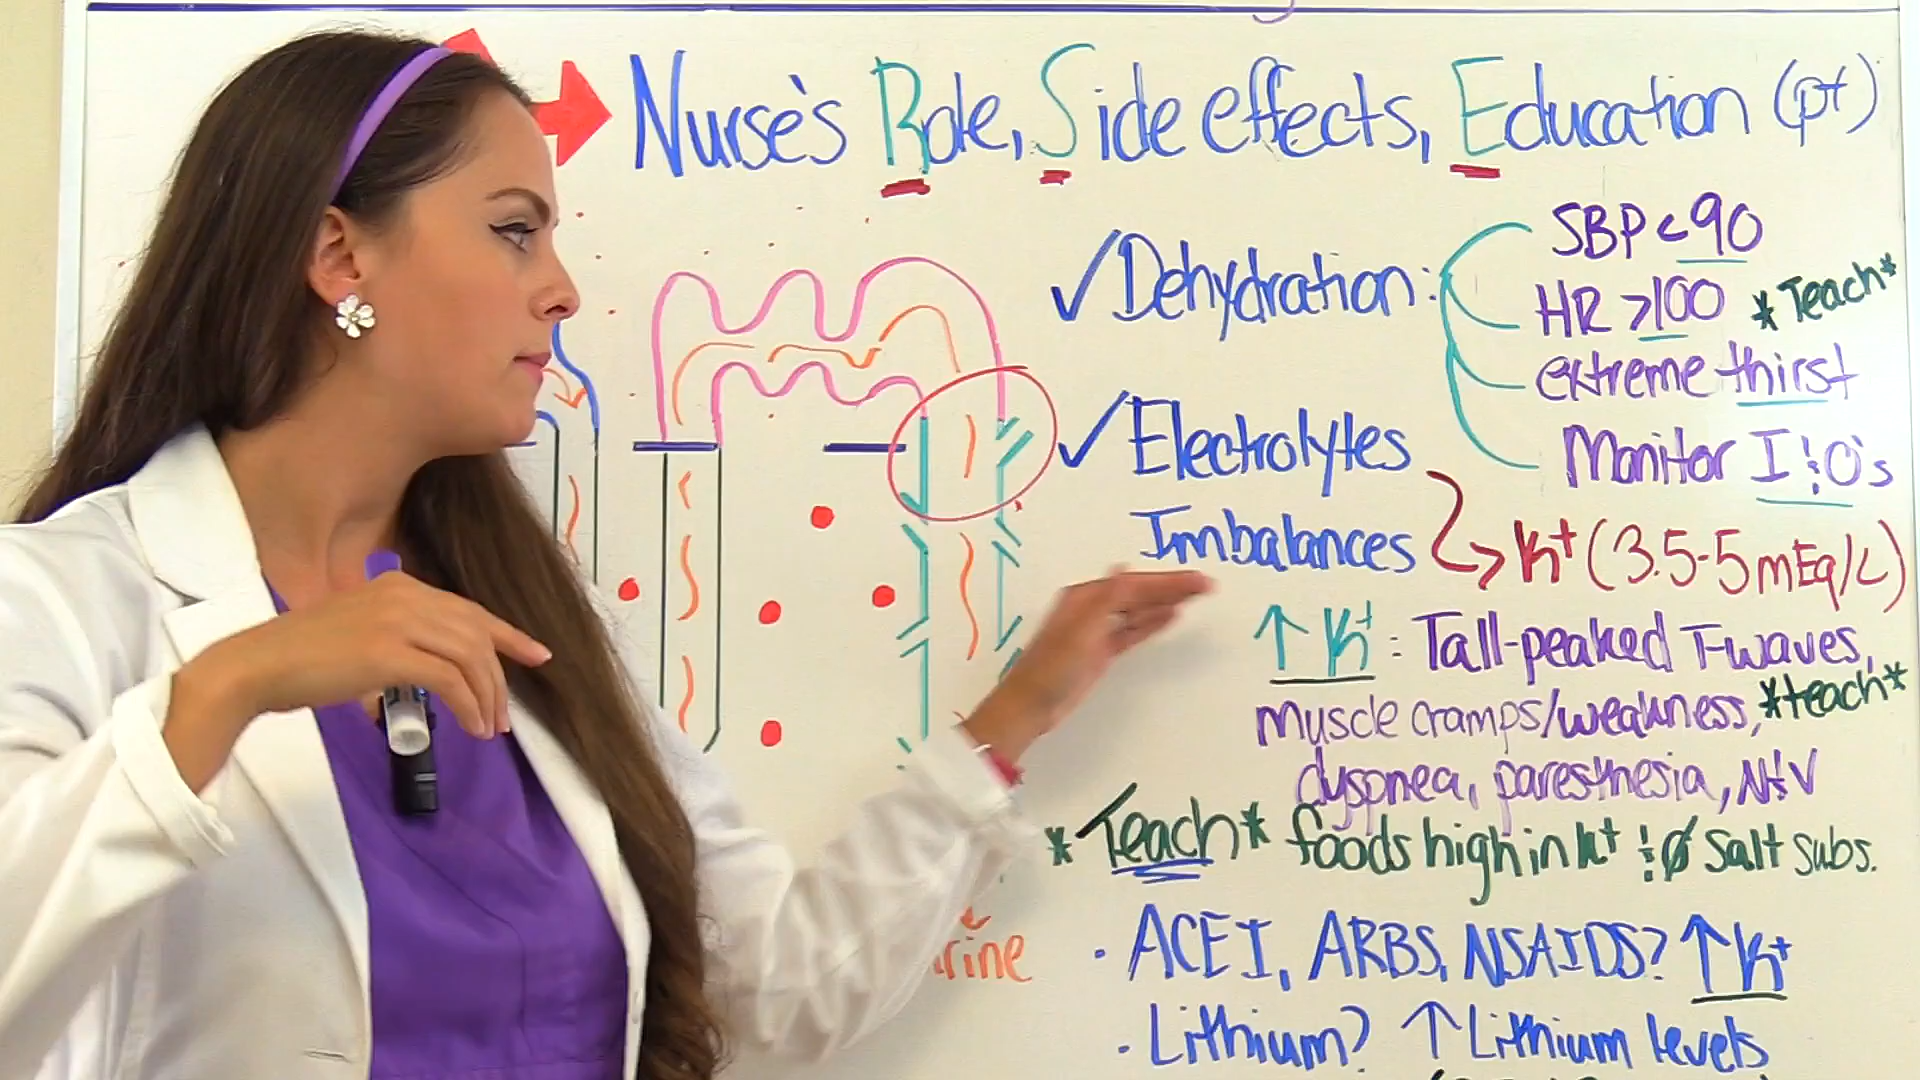 Nurse's Role, Side effects, Education (pt)
✓ Dehydration:
SBP < 90
HR >100 *Teach*
extreme thirst
Monitor I & O's
✓ Electrolytes
Imbalances
K+ (3.5-5 mEq/L)
↑ K+ : Tall-peaked T-waves,
muscle cramps/weakness, *teach*
dyspnea, paresthesia, N&V
*Teach* foods high in K+ & Ø salt subs.
urine
· ACEI, ARBS, NSAIDS? ↑ K+
· Lithium? ↑ Lithium levels